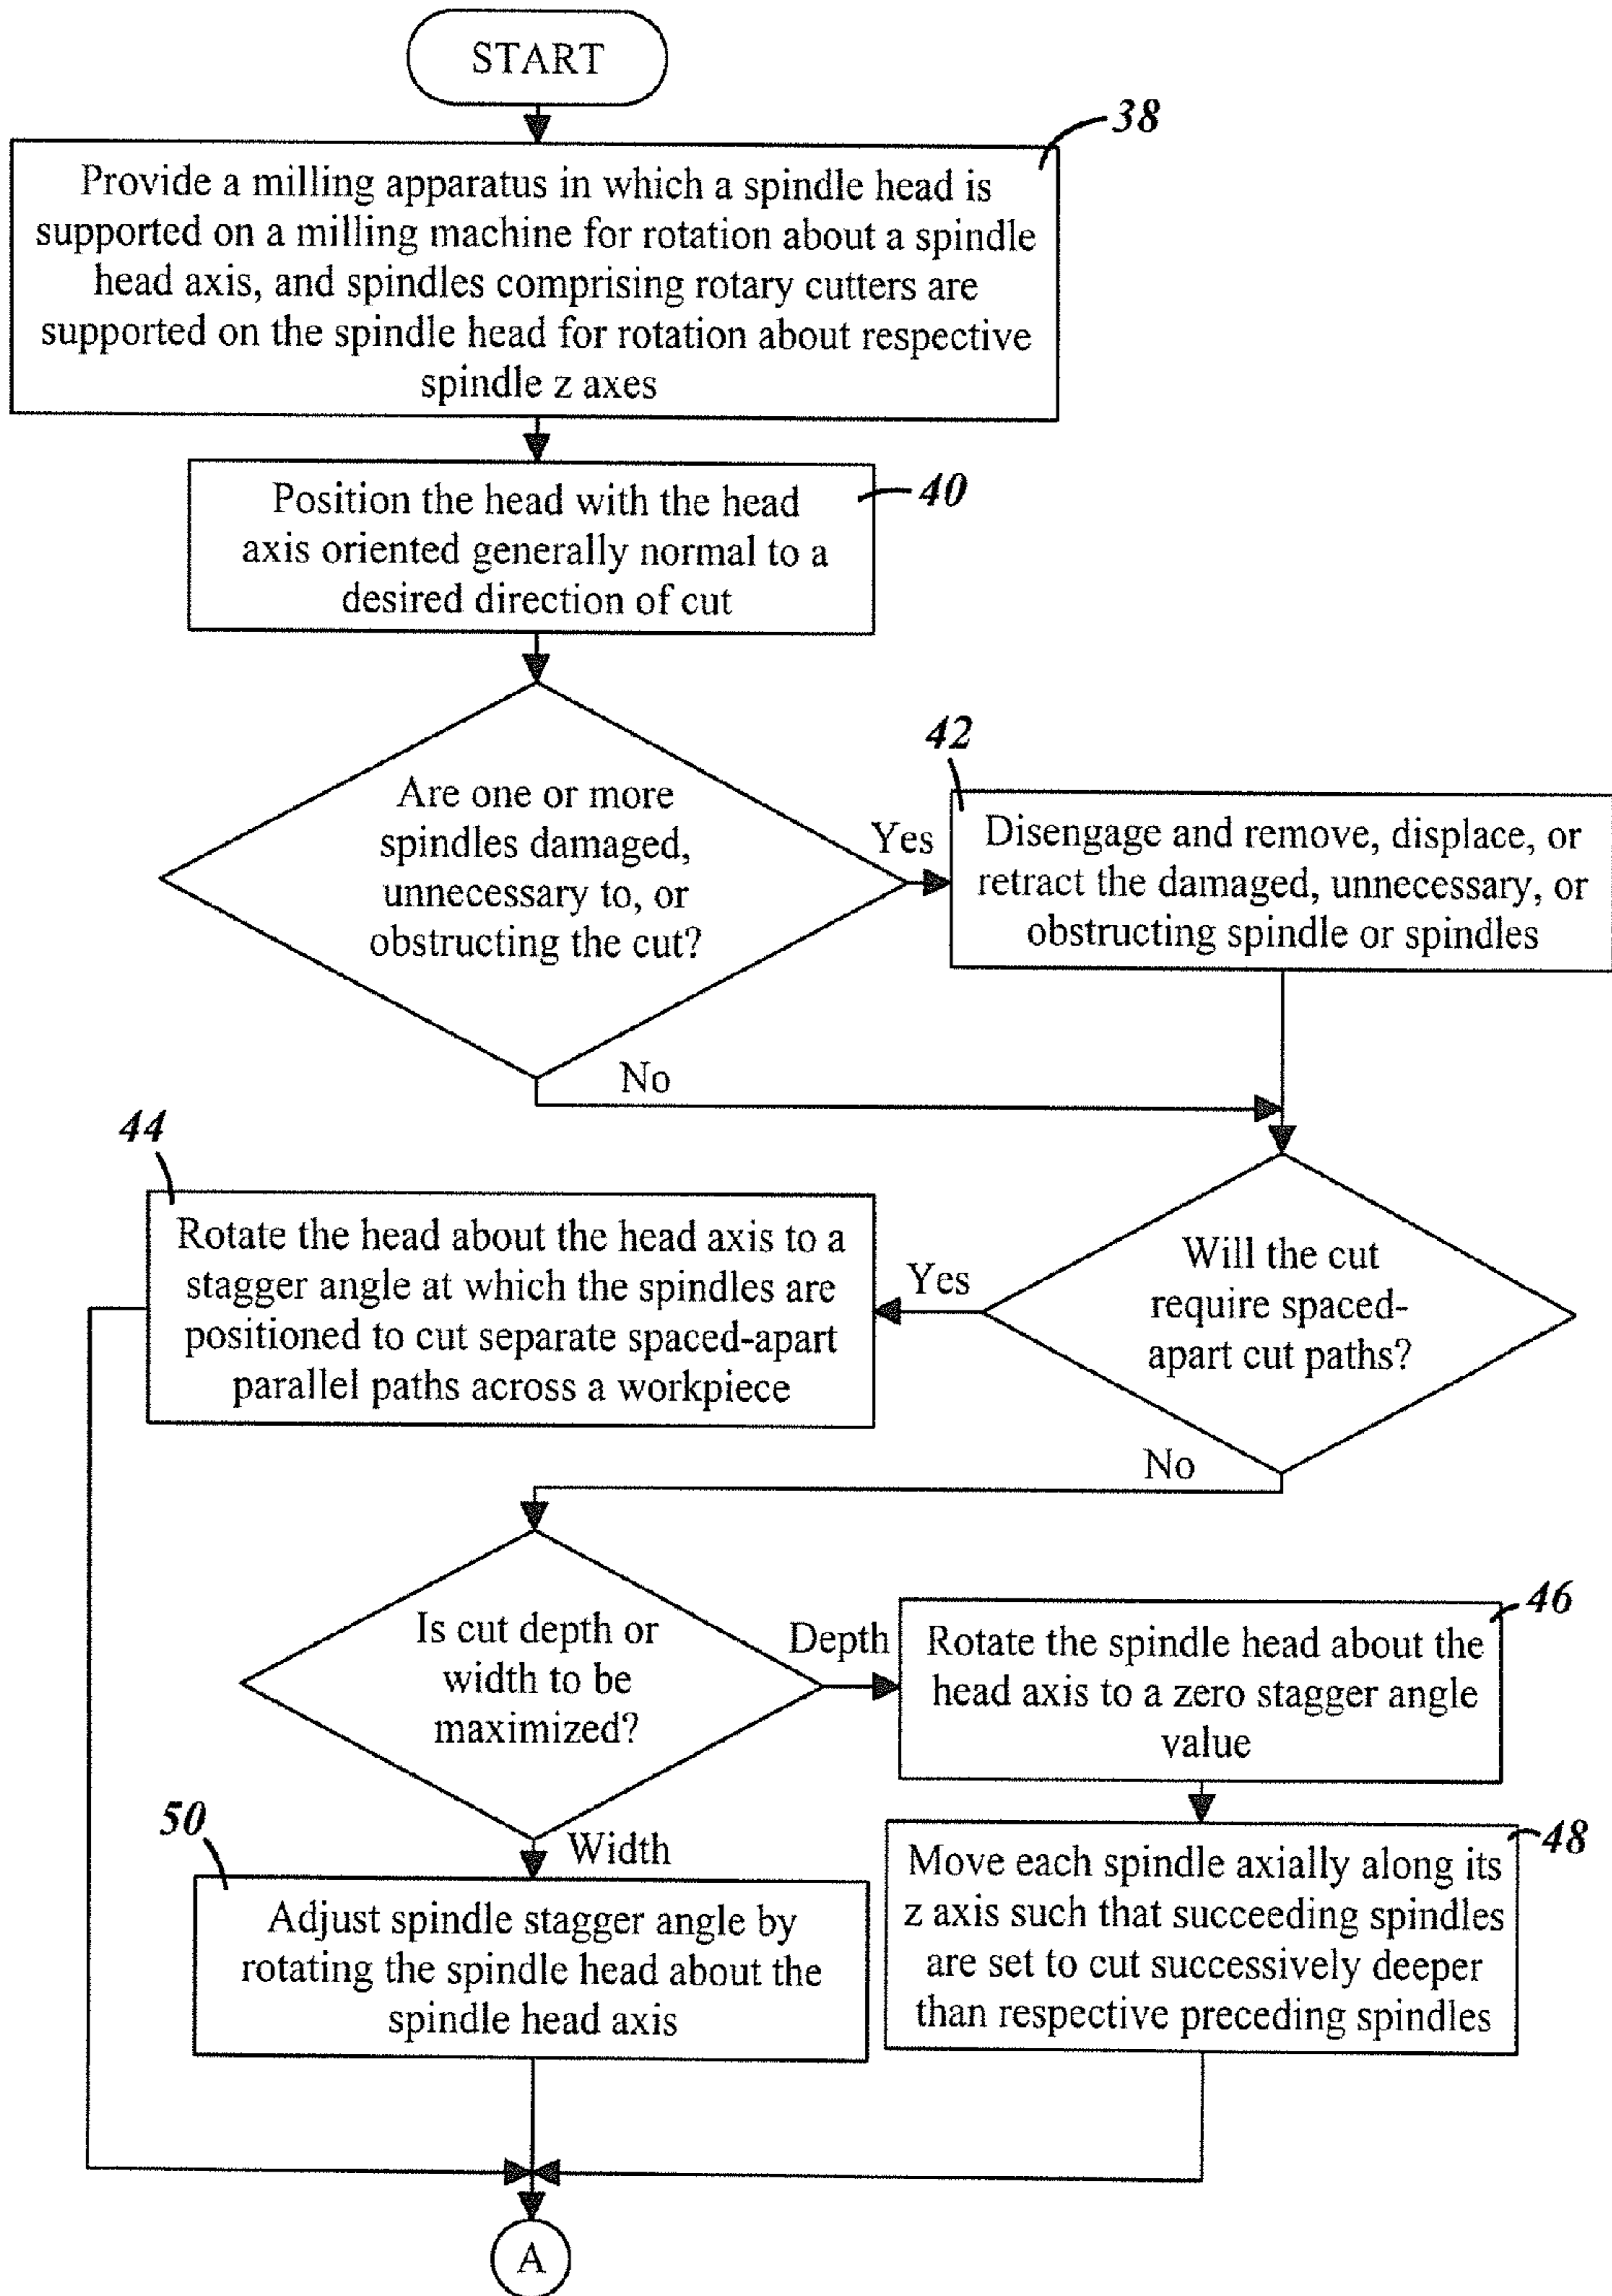 START
38
Provide a milling apparatus in which a spindle head is
supported on a milling machine for rotation about a spindle
head axis, and spindles comprising rotary cutters are
supported on the spindle head for rotation about respective
spindle z axes
40
Position the head with the head
axis oriented generally normal to a
desired direction of cut
Are one or more
spindles damaged,
unnecessary to, or
obstructing the cut?
Yes
42
Disengage and remove, displace, or
retract the damaged, unnecessary, or
obstructing spindle or spindles
No
Will the cut
require spaced-
apart cut paths?
Yes
44
Rotate the head about the head axis to a
stagger angle at which the spindles are
positioned to cut separate spaced-apart
parallel paths across a workpiece
No
Is cut depth or
width to be
maximized?
Depth
46
Rotate the spindle head about the
head axis to a zero stagger angle
value
48
Move each spindle axially along its
z axis such that succeeding spindles
are set to cut successively deeper
than respective preceding spindles
Width
50
Adjust spindle stagger angle by
rotating the spindle head about the
spindle head axis
A